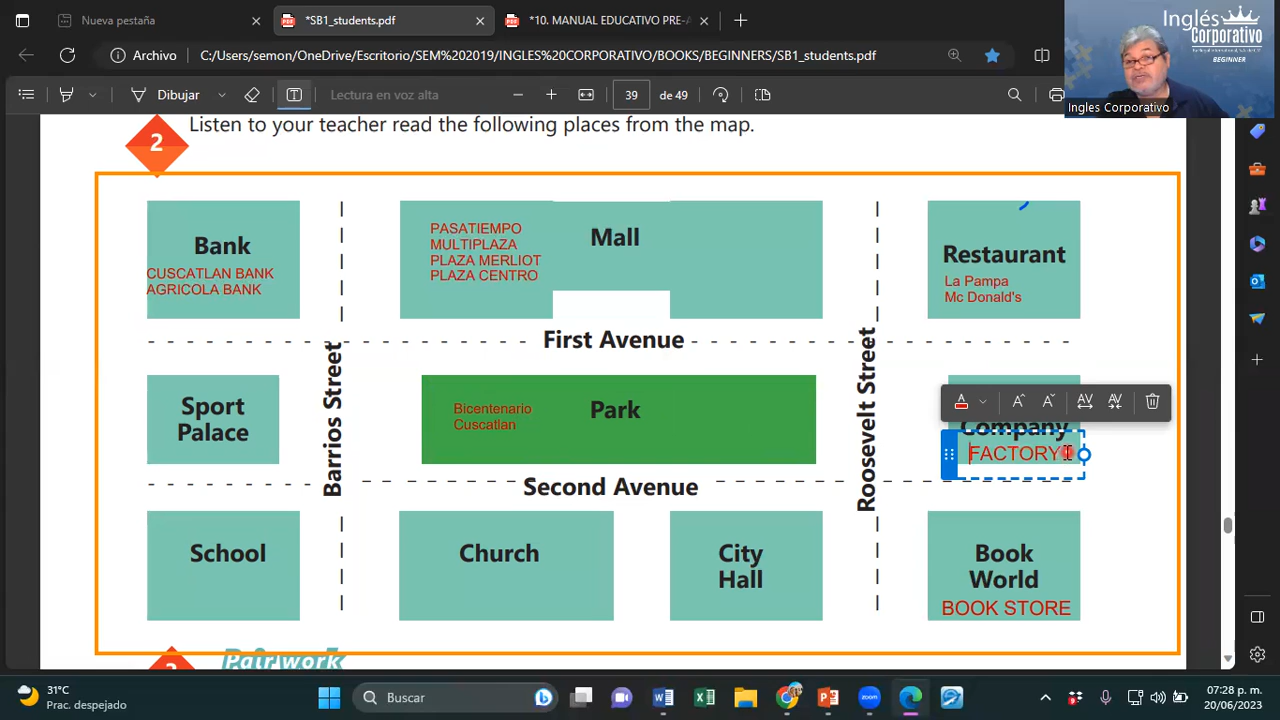 Nueva pestaña
*SB1_students.pdf
*10. MANUAL EDUCATIVO PRE-A
Archivo
C:/Users/semon/OneDrive/Escritorio/SEM%202019/INGLES%20CORPORATIVO/BOOKS/BEGINNERS/SB1_students.pdf
Dibujar
Lectura en voz alta
39
de 49
Inglés
Corporativo
BEGINNER
Ingles Corporativo
2
Listen to your teacher read the following places from the map.
Bank
CUSCATLAN BANK
AGRICOLA BANK
PASATIEMPO
MULTIPLAZA
PLAZA MERLIOT
PLAZA CENTRO
Mall
Restaurant
La Pampa
Mc Donald's
First Avenue
Barrios Street
Roosevelt Street
Sport
Palace
Bicentenario
Cuscatlan
Park
Company
FACTORY
Second Avenue
School
Church
City
Hall
Book
World
BOOK STORE
3
Pairwork
31°C
Prac. despejado
Buscar
07:28 p. m.
20/06/2023